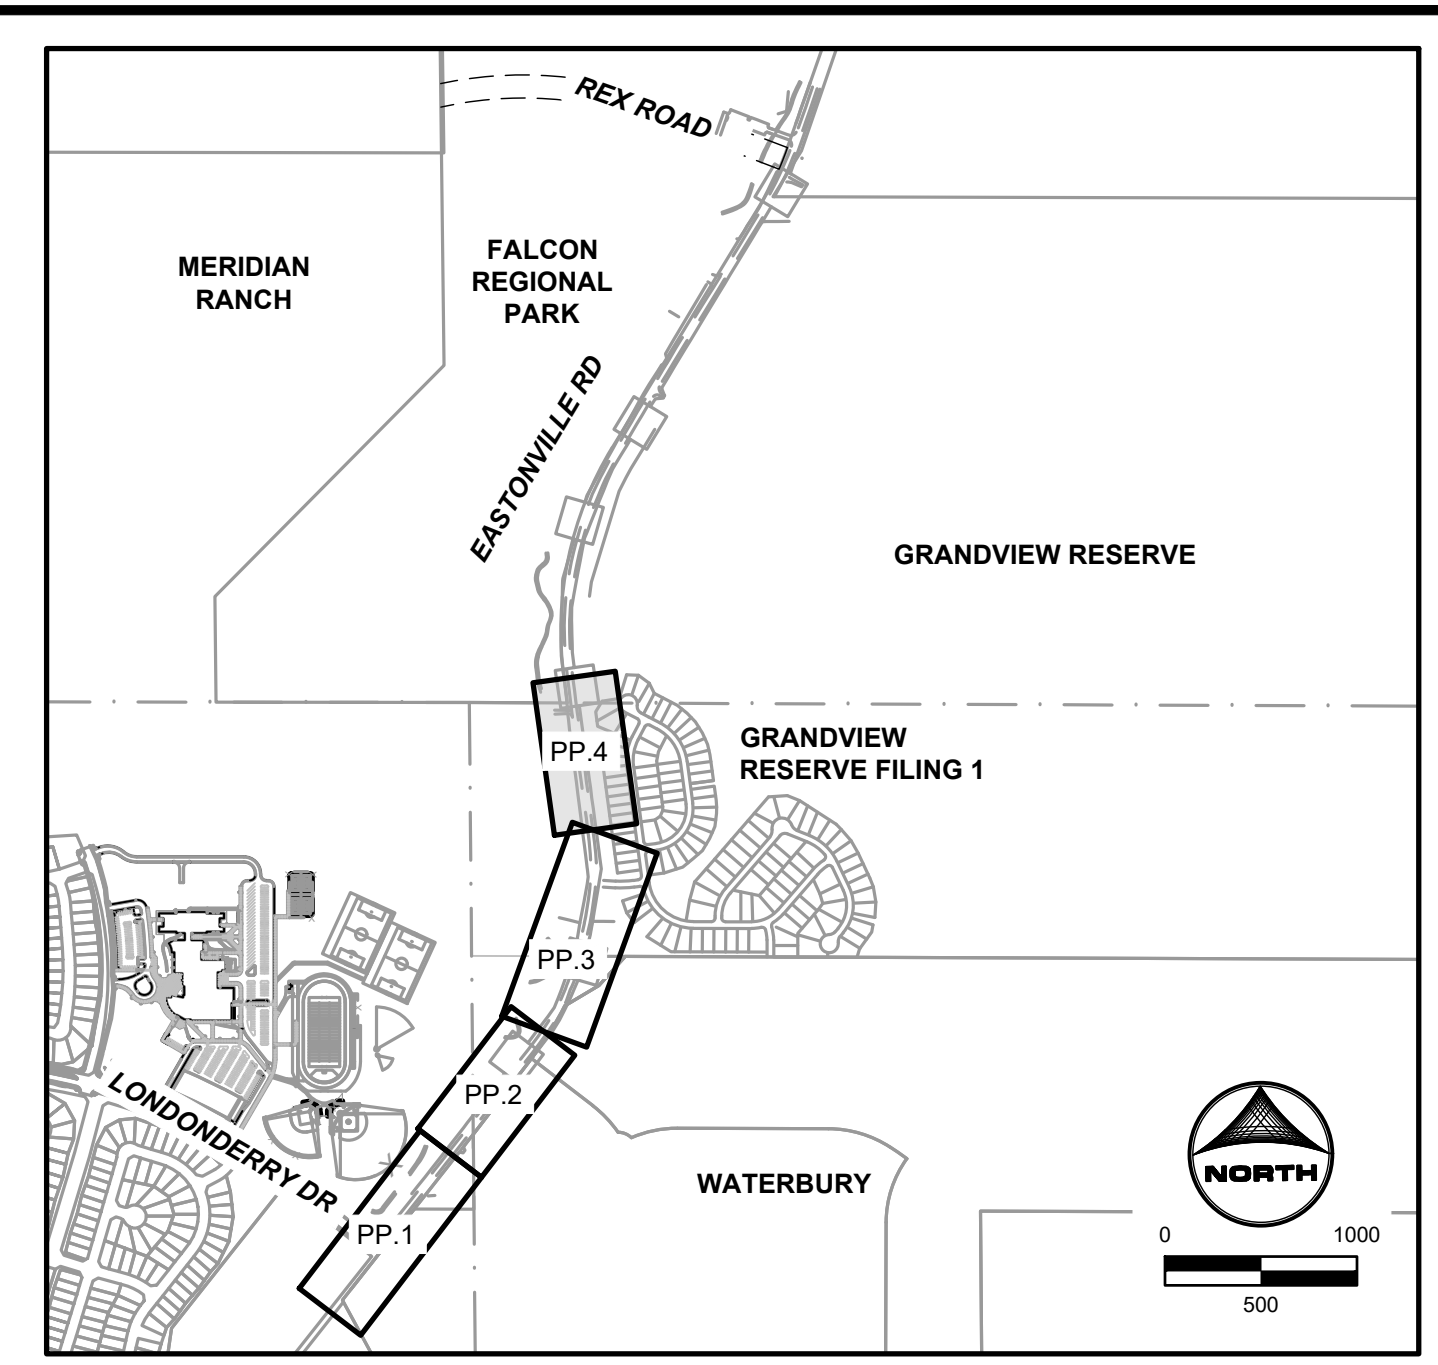 REX ROAD
MERIDIAN
RANCH
FALCON
REGIONAL
PARK
EASTONVILLE RD
GRANDVIEW RESERVE
PP.4
GRANDVIEW
RESERVE FILING 1
PP.3
PP.2
LONDONDERRY DR
WATERBURY
PP.1
NORTH
0 1000
500